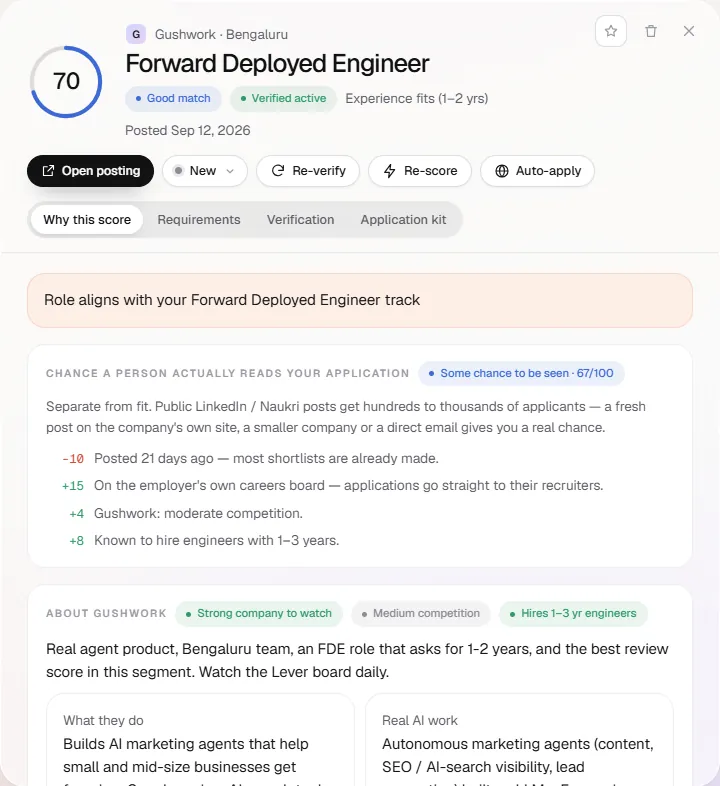 G Gushwork · Bengaluru
70
Forward Deployed Engineer
Good match Verified active Experience fits (1–2 yrs)
Posted Sep 12, 2026
Open posting New Re-verify Re-score Auto-apply
Why this score Requirements Verification Application kit
Role aligns with your Forward Deployed Engineer track
CHANCE A PERSON ACTUALLY READS YOUR APPLICATION Some chance to be seen · 67/100
Separate from fit. Public LinkedIn / Naukri posts get hundreds to thousands of applicants — a fresh
post on the company's own site, a smaller company or a direct email gives you a real chance.
-10 Posted 21 days ago — most shortlists are already made.
+15 On the employer's own careers board — applications go straight to their recruiters.
+4 Gushwork: moderate competition.
+8 Known to hire engineers with 1–3 years.
ABOUT GUSHWORK Strong company to watch Medium competition Hires 1–3 yr engineers
Real agent product, Bengaluru team, an FDE role that asks for 1-2 years, and the best review
score in this segment. Watch the Lever board daily.
What they do
Builds AI marketing agents that help
small and mid-size businesses get
Real AI work
Autonomous marketing agents (content,
SEO / AI-search visibility, lead